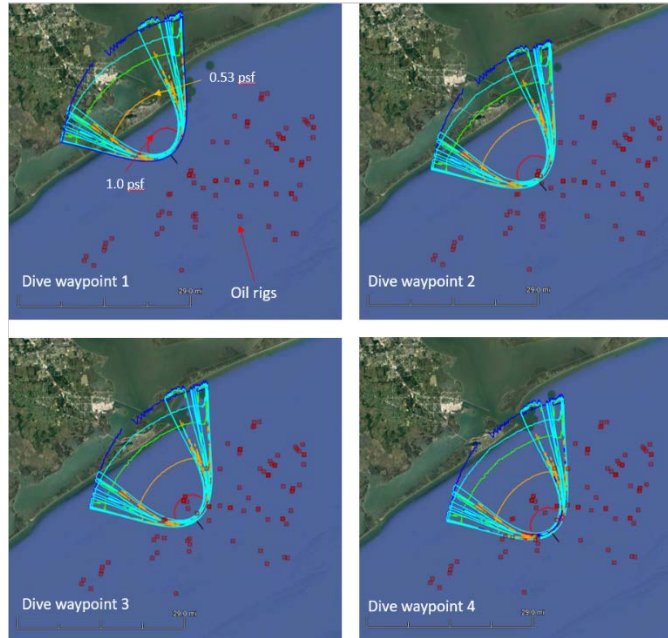 0.53 psf
1.0 psf
Oil rigs
Dive waypoint 1
29.0 mi
Dive waypoint 2
29.0 mi
Dive waypoint 3
29.0 mi
Dive waypoint 4
29.0 mi